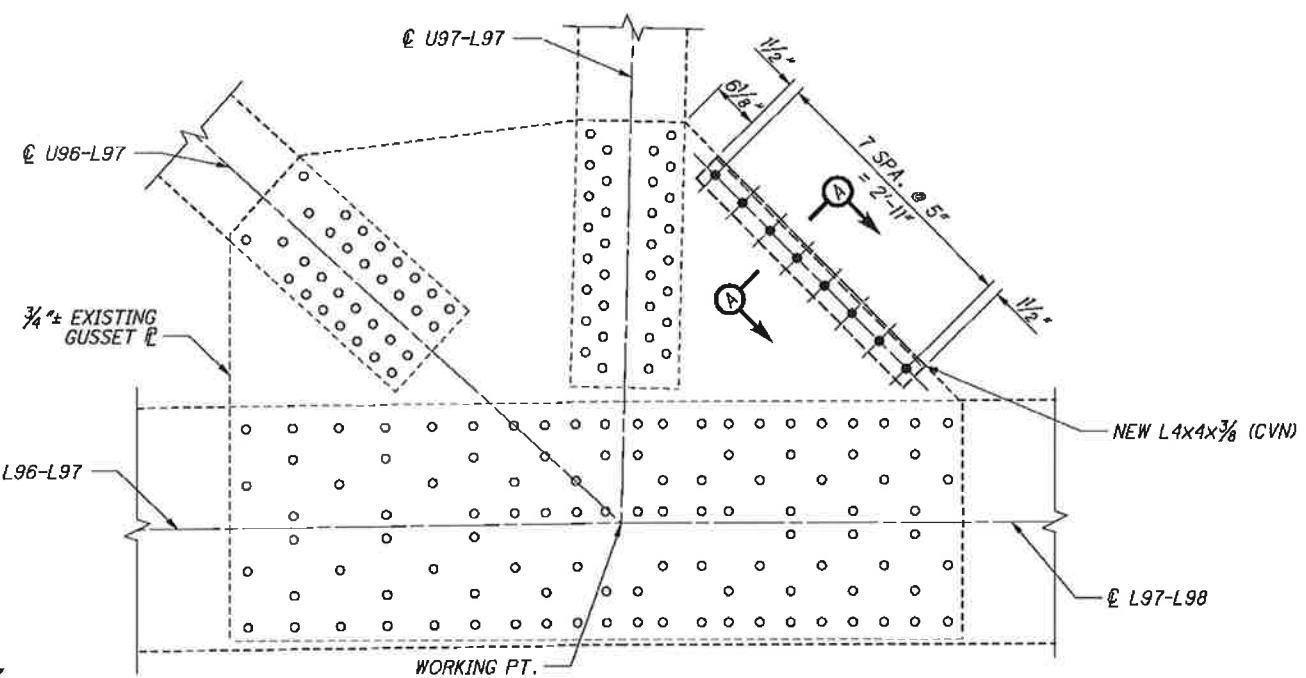 ℄ U97-L97
1½"
6⅛"
7 SPA. @ 5"
= 2'-11"
℄ U96-L97
A
A
¾"± EXISTING
GUSSET ⅊
1½"
NEW L4x4x⅜ (CVN)
L96-L97
℄ L97-L98
WORKING PT.